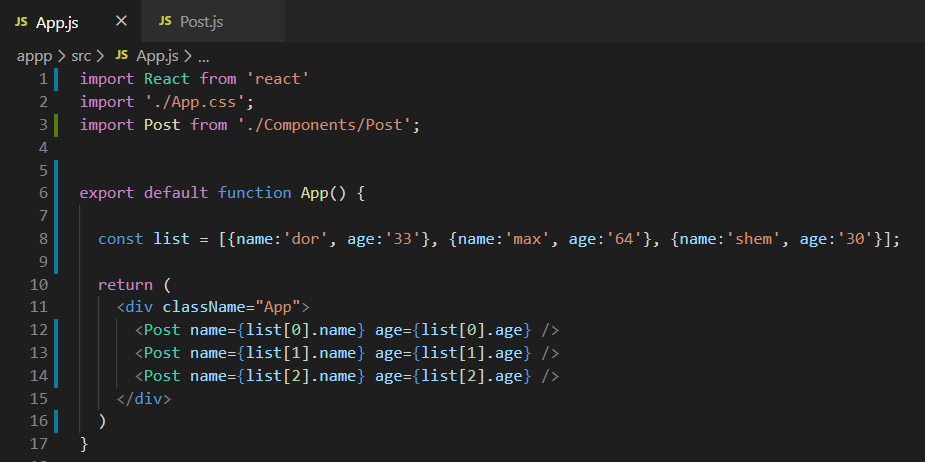 JS App.js × JS Post.js
appp > src > JS App.js > ...
1 import React from 'react'
2 import './App.css';
3 import Post from './Components/Post';
4
5
6 export default function App() {
7
8 const list = [{name:'dor', age:'33'}, {name:'max', age:'64'}, {name:'shem', age:'30'}];
9
10 return (
11 <div className="App">
12 <Post name={list[0].name} age={list[0].age} />
13 <Post name={list[1].name} age={list[1].age} />
14 <Post name={list[2].name} age={list[2].age} />
15 </div>
16 )
17 }